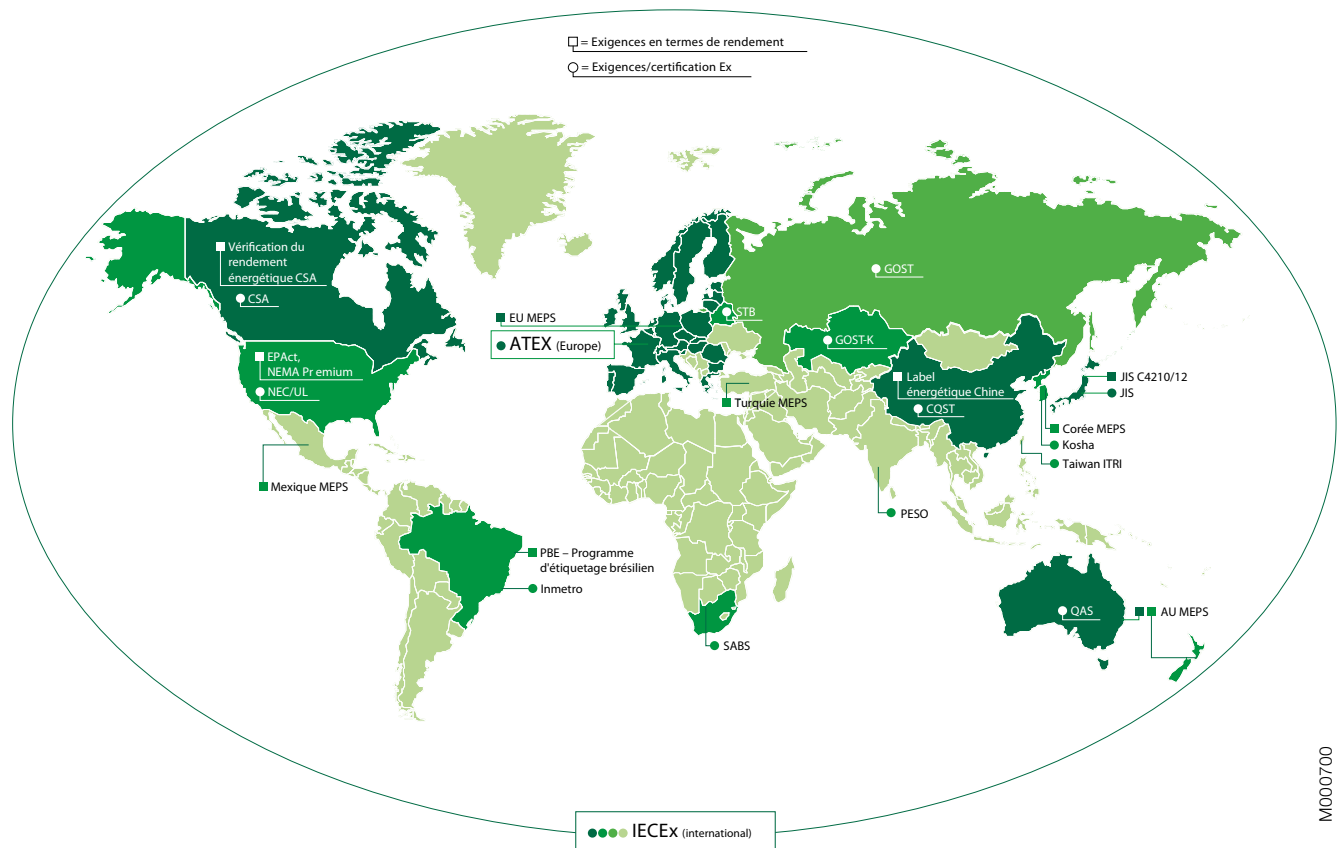 = Exigences en termes de rendement
= Exigences/certification Ex
Vérification du
rendement
énergétique CSA
CSA
EPAct,
NEMA Pr emium
NEC/UL
Mexique MEPS
PBE – Programme
d'étiquetage brésilien
Inmetro
EU MEPS
ATEX (Europe)
STB
GOST
GOST-K
Turquie MEPS
Label
énergétique Chine
CQST
JIS C4210/12
JIS
Corée MEPS
Kosha
Taiwan ITRI
PESO
SABS
QAS
AU MEPS
IECEx (international)
M000700